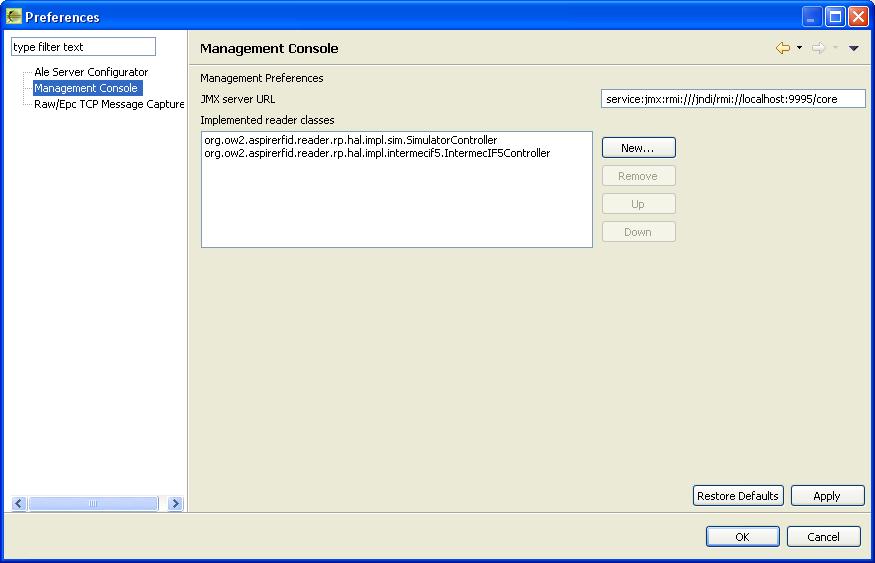 Preferences
type filter text
Ale Server Configurator
Management Console
Raw/Epc TCP Message Capture
Management Console
Management Preferences
JMX server URL
service:jmx:rmi:///jndi/rmi://localhost:9995/core
Implemented reader classes
org.ow2.aspirerfid.reader.rp.hal.impl.sim.SimulatorController
org.ow2.aspirerfid.reader.rp.hal.impl.intermecif5.IntermecIF5Controller
New...
Remove
Up
Down
Restore Defaults
Apply
OK
Cancel